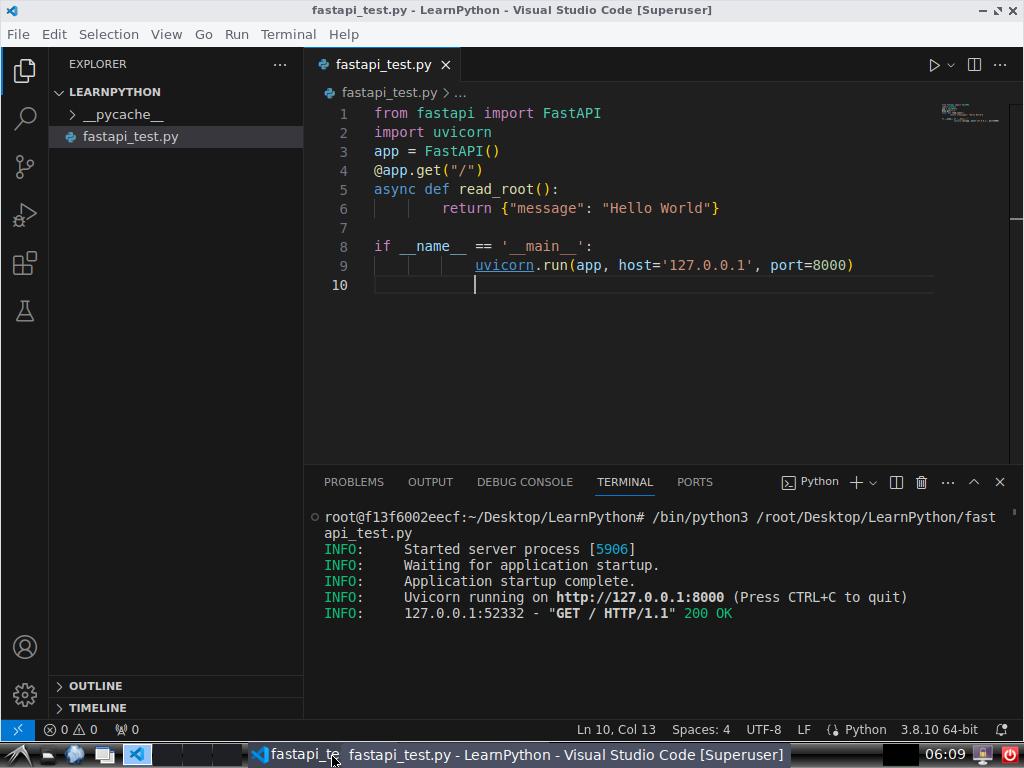 fastapi_test.py - LearnPython - Visual Studio Code [Superuser]
File Edit Selection View Go Run Terminal Help
EXPLORER
LEARNPYTHON
__pycache__
fastapi_test.py
fastapi_test.py
fastapi_test.py > ...
1 from fastapi import FastAPI
2 import uvicorn
3 app = FastAPI()
4 @app.get("/")
5 async def read_root():
6 return {"message": "Hello World"}
7
8 if __name__ == '__main__':
9 uvicorn.run(app, host='127.0.0.1', port=8000)
10
PROBLEMS OUTPUT DEBUG CONSOLE TERMINAL PORTS Python
root@f13f6002eecf:~/Desktop/LearnPython# /bin/python3 /root/Desktop/LearnPython/fast
api_test.py
INFO: Started server process [5906]
INFO: Waiting for application startup.
INFO: Application startup complete.
INFO: Uvicorn running on http://127.0.0.1:8000 (Press CTRL+C to quit)
INFO: 127.0.0.1:52332 - "GET / HTTP/1.1" 200 OK
OUTLINE
TIMELINE
0 0 0 Ln 10, Col 13 Spaces: 4 UTF-8 LF Python 3.8.10 64-bit
fastapi_te fastapi_test.py - LearnPython - Visual Studio Code [Superuser] 06:09